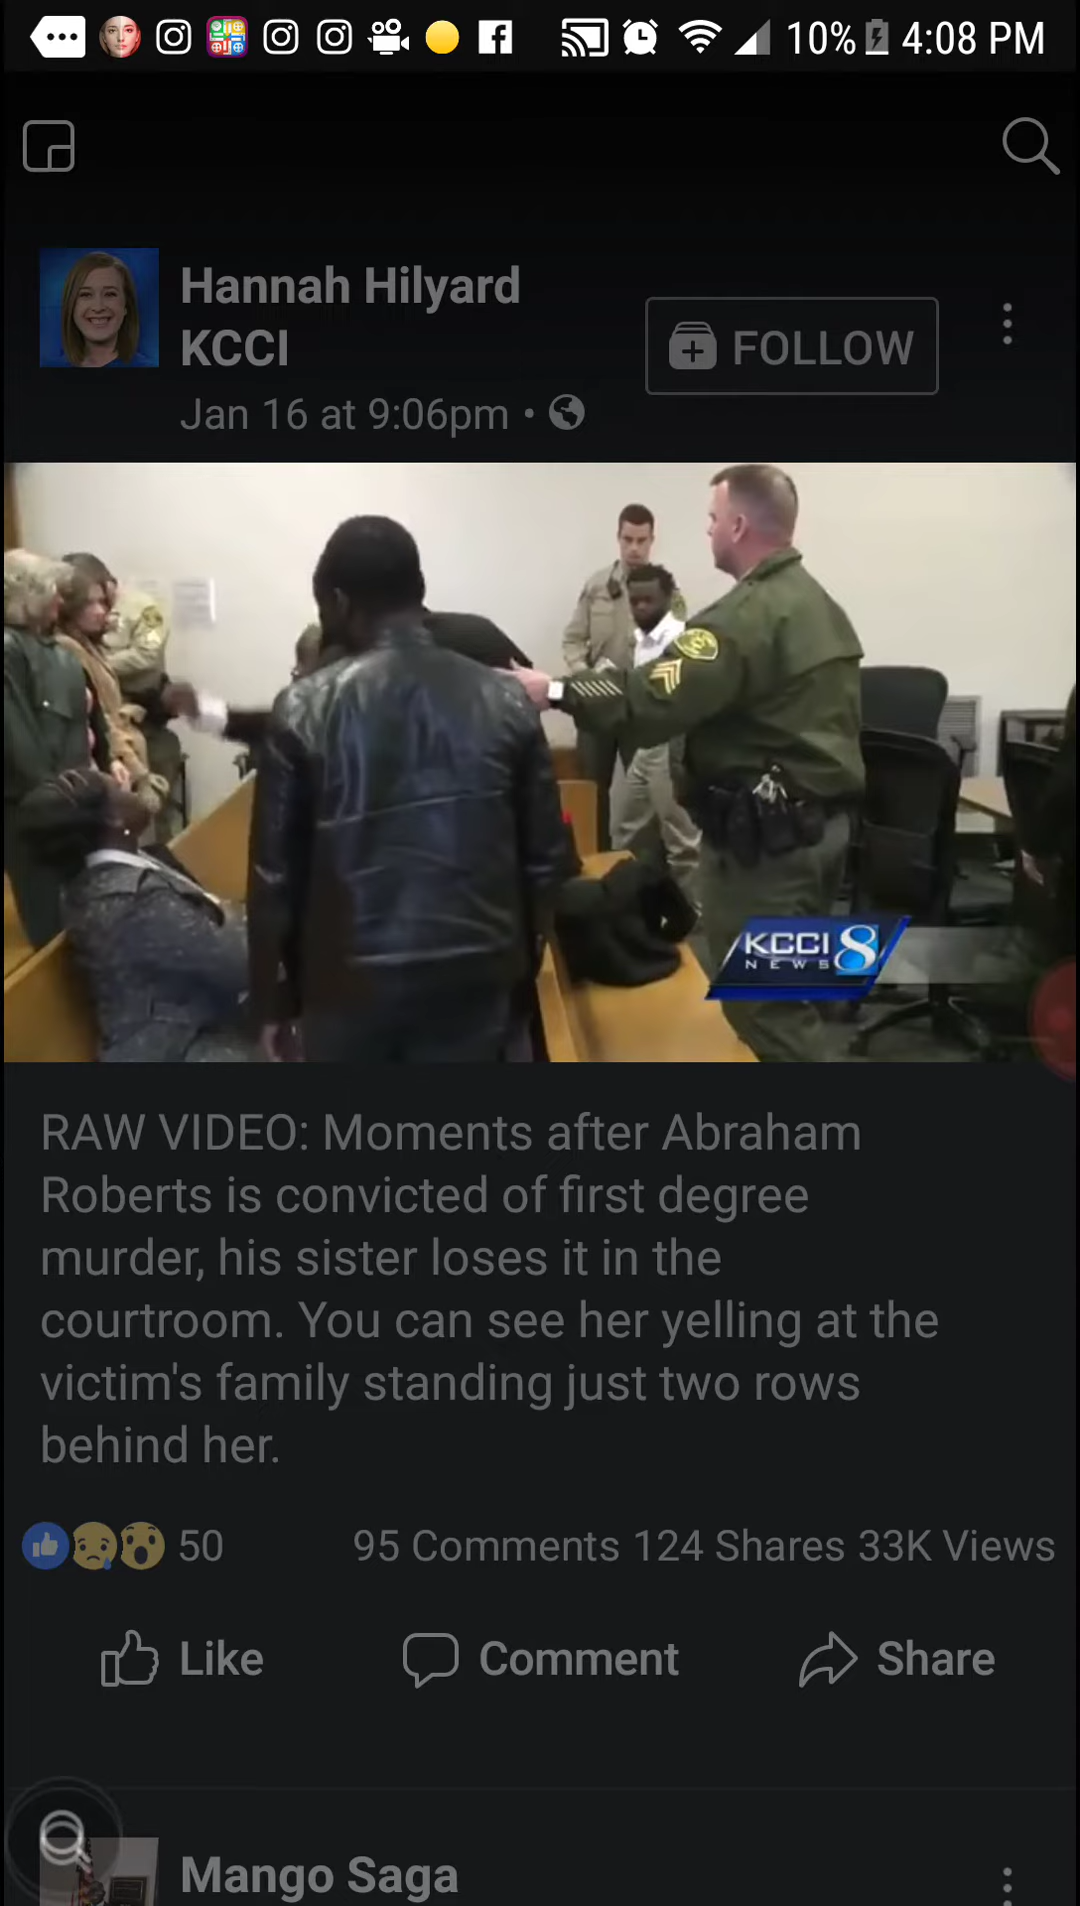 10% 4:08 PM
Hannah Hilyard
KCCI
FOLLOW
Jan 16 at 9:06pm •
KCCI 8
NEWS
RAW VIDEO: Moments after Abraham
Roberts is convicted of first degree
murder, his sister loses it in the
courtroom. You can see her yelling at the
victim's family standing just two rows
behind her.
50 95 Comments 124 Shares 33K Views
Like Comment Share
Mango Saga